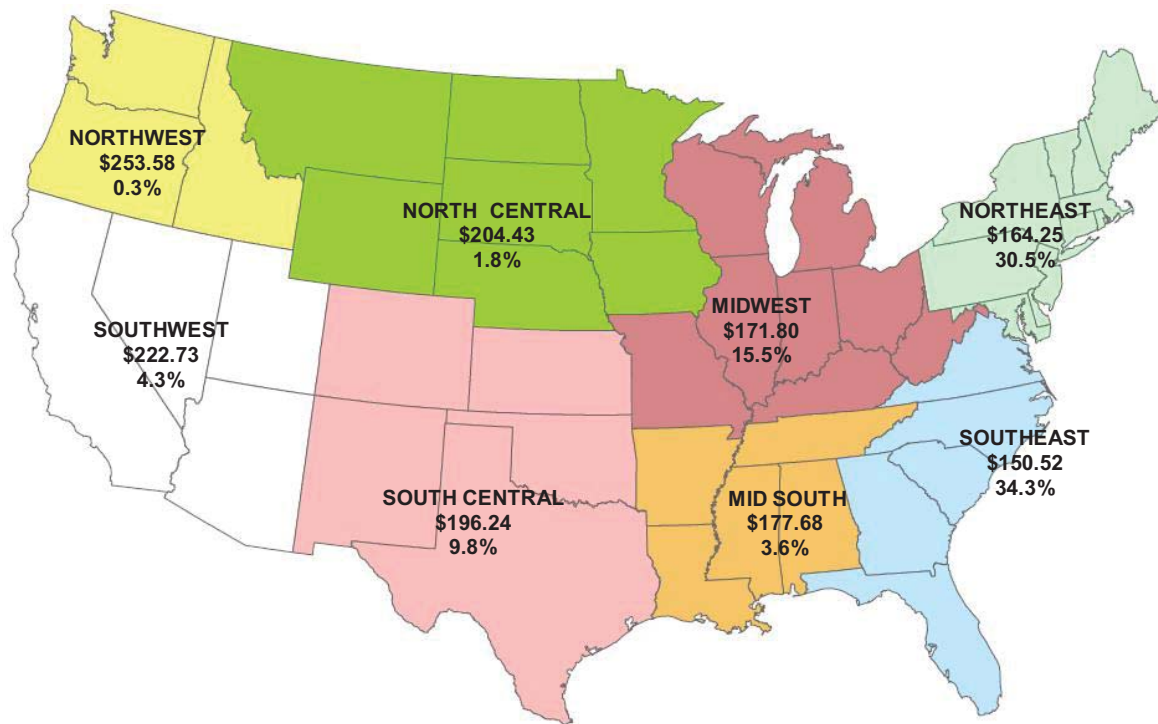 NORTHWEST
$253.58
0.3%
NORTH CENTRAL
$204.43
1.8%
NORTHEAST
$164.25
30.5%
SOUTHWEST
$222.73
4.3%
MIDWEST
$171.80
15.5%
SOUTHEAST
$150.52
34.3%
SOUTH CENTRAL
$196.24
9.8%
MID SOUTH
$177.68
3.6%